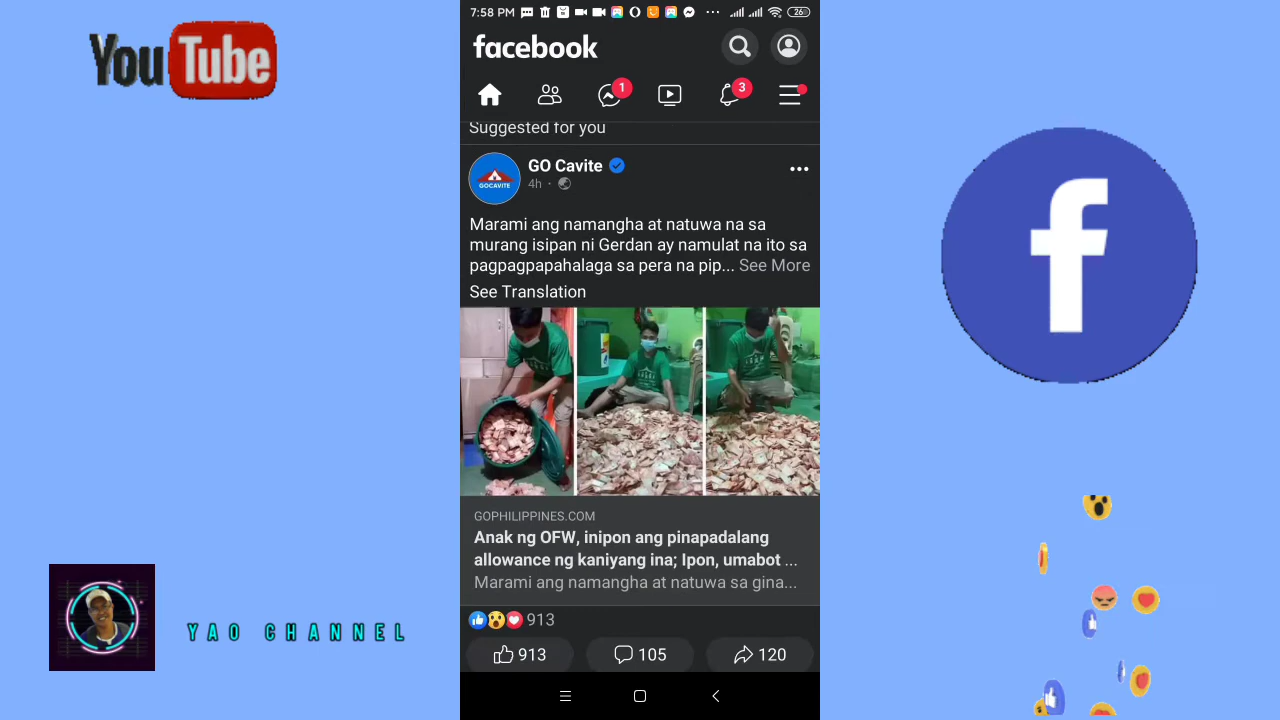 You Tube
7:58 PM
26
facebook
1
3
Suggested for you
GO Cavite
4h ·
GOCAVITE
Marami ang namangha at natuwa na sa
murang isipan ni Gerdan ay namulat na ito sa
pagpagpapahalaga sa pera na pip... See More
See Translation
GOPHILIPPINES.COM
Anak ng OFW, inipon ang pinapadalang
allowance ng kaniyang ina; Ipon, umabot ...
Marami ang namangha at natuwa sa gina...
913
913
105
120
YAO CHANNEL
f